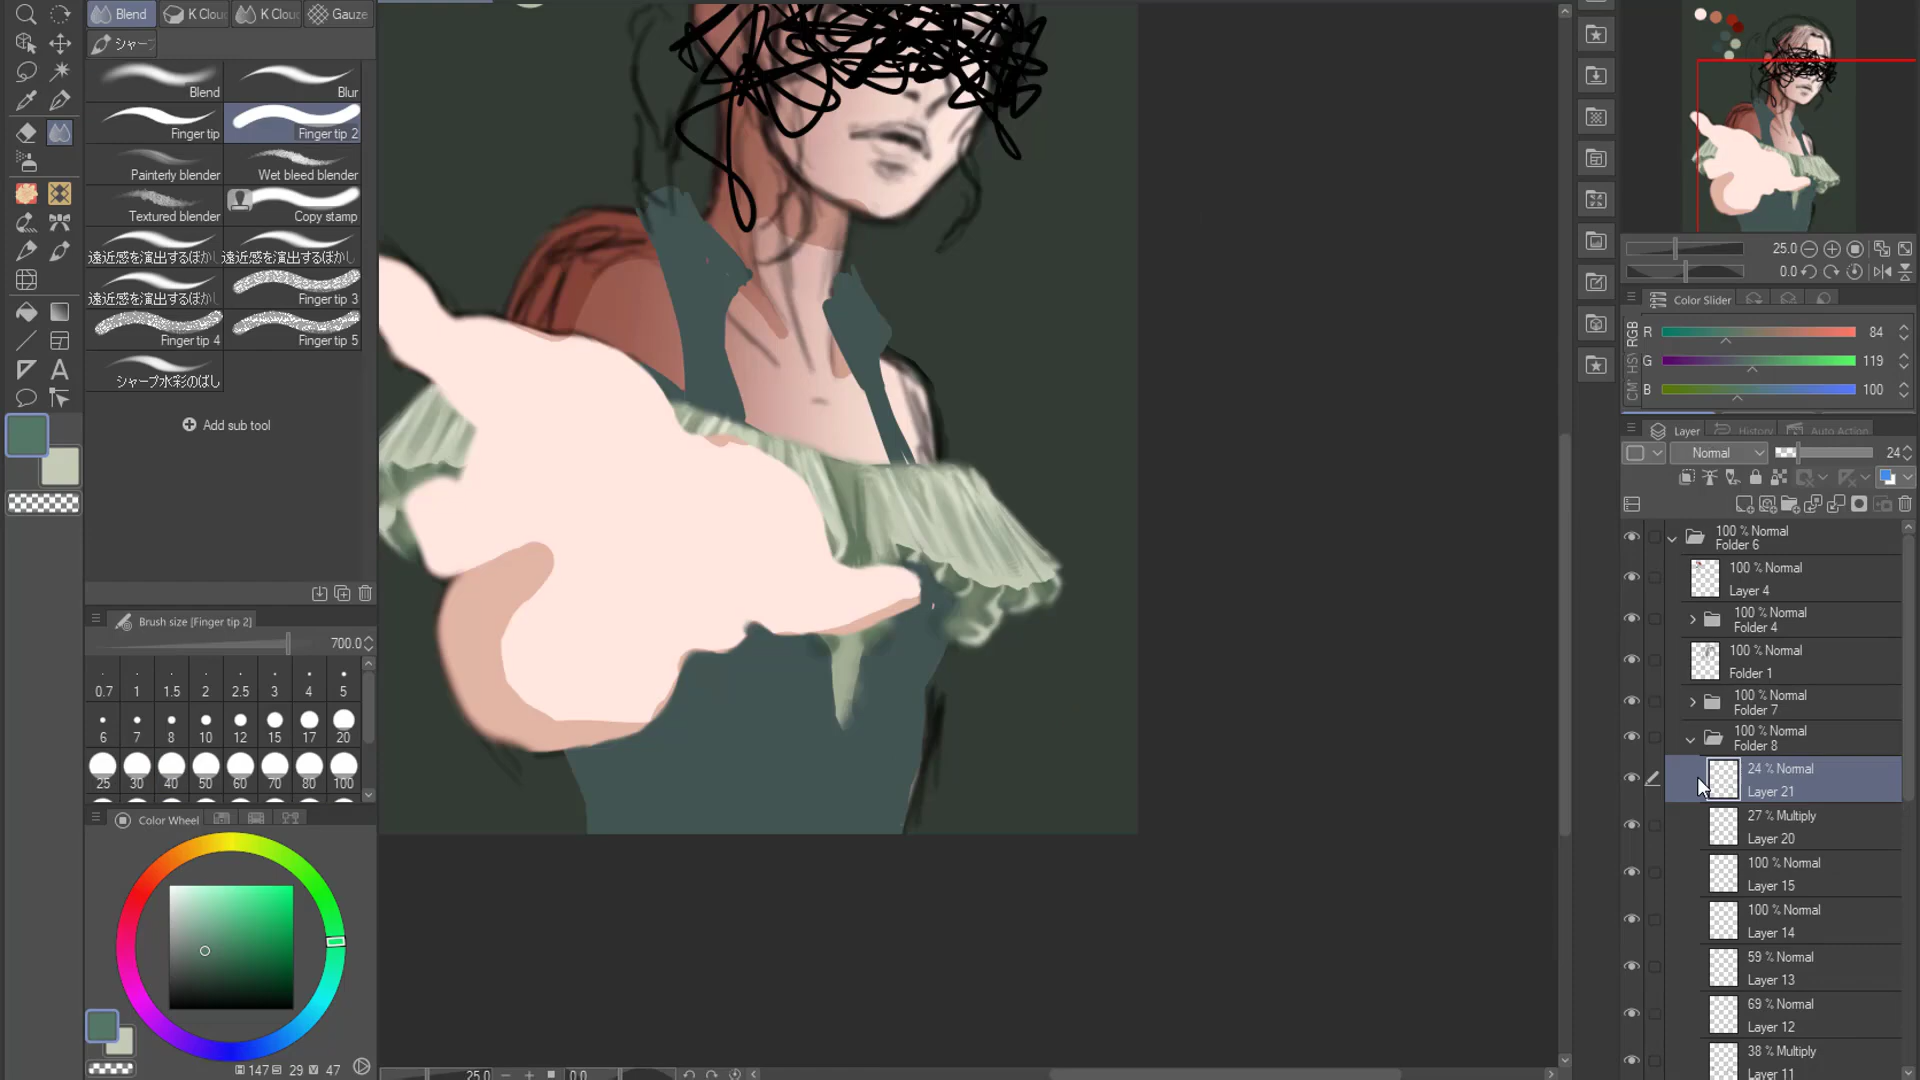 Blend
K Clou
K Clou
Gauze
シャー
Blend
Blur
Finger tip
Finger tip 2
Painterly blender
Wet bleed blender
Textured blender
Copy stamp
遠近感を演出するぼかし
遠近感を演出するぼかし
遠近感を演出するぼかし
Finger tip 3
Finger tip 4
Finger tip 5
シャープ水彩のばし
Add sub tool
Brush size [Finger tip 2]
700.0
0.7 1 1.5 2 2.5 3 4 5
6 7 8 10 12 15 17 20
25 30 40 50 60 70 80 100
Color Wheel
H 147 S 29 V 47
25.0
0.0
25.0
0.0
Color Slider
RGB
R 84
G 119
B 100
Layer
History
Auto Action
Normal
24
100 % Normal
Folder 6
100 % Normal
Layer 4
100 % Normal
Folder 4
100 % Normal
Folder 1
100 % Normal
Folder 7
100 % Normal
Folder 8
24 % Normal
Layer 21
27 % Multiply
Layer 20
100 % Normal
Layer 15
100 % Normal
Layer 14
59 % Normal
Layer 13
69 % Normal
Layer 12
38 % Multiply
Layer 11